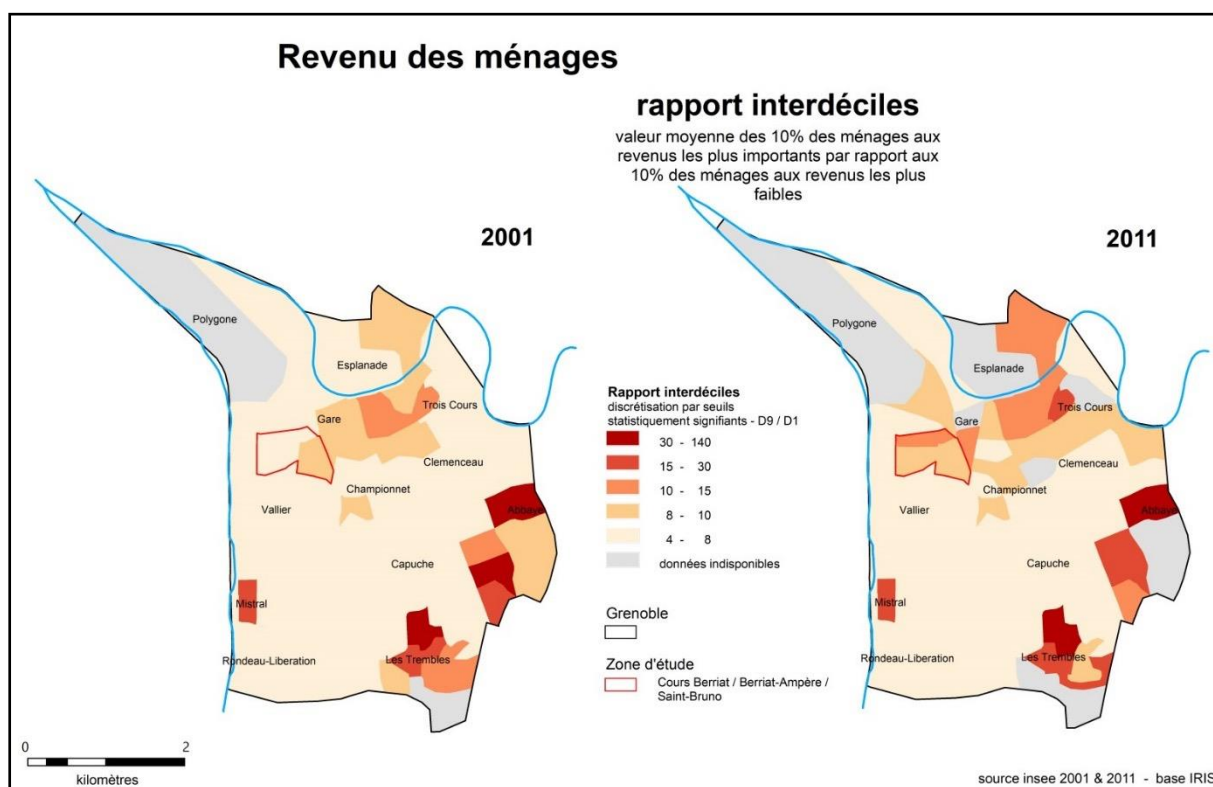 Revenu des ménages
rapport interdéciles
valeur moyenne des 10% des ménages aux
revenus les plus importants par rapport aux
10% des ménages aux revenus les plus
faibles
2001
Polygone
Esplanade
Trois Cours
Gare
Clemenceau
Championnet
Vallier
Abbaye
Capuche
Mistral
Les Trembles
Rondeau-Liberation
0 2
kilomètres
Rapport interdéciles
discrétisation par seuils
statistiquement signifiants - D9 / D1
30 - 140
15 - 30
10 - 15
8 - 10
4 - 8
données indisponibles
Grenoble
Zone d'étude
Cours Berriat / Berriat-Ampère /
Saint-Bruno
2011
Polygone
Esplanade
Trois Cours
Gare
Clemenceau
Championnet
Vallier
Abbaye
Capuche
Mistral
Les Trembles
Rondeau-Liberation
source insee 2001 & 2011 - base IRIS